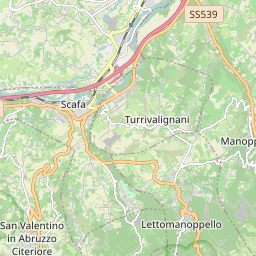 SS539
Scafa
Turrivalignani
Manopp
San Valentino
in Abruzzo
Citeriore
Lettomanoppello